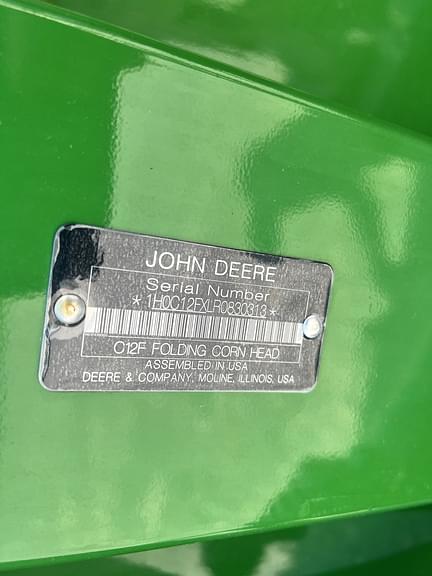 JOHN DEERE
Serial Number
*1H0C12FXLR0830313*
C12F FOLDING CORN HEAD
ASSEMBLED IN USA
DEERE & COMPANY, MOLINE, ILLINOIS, USA